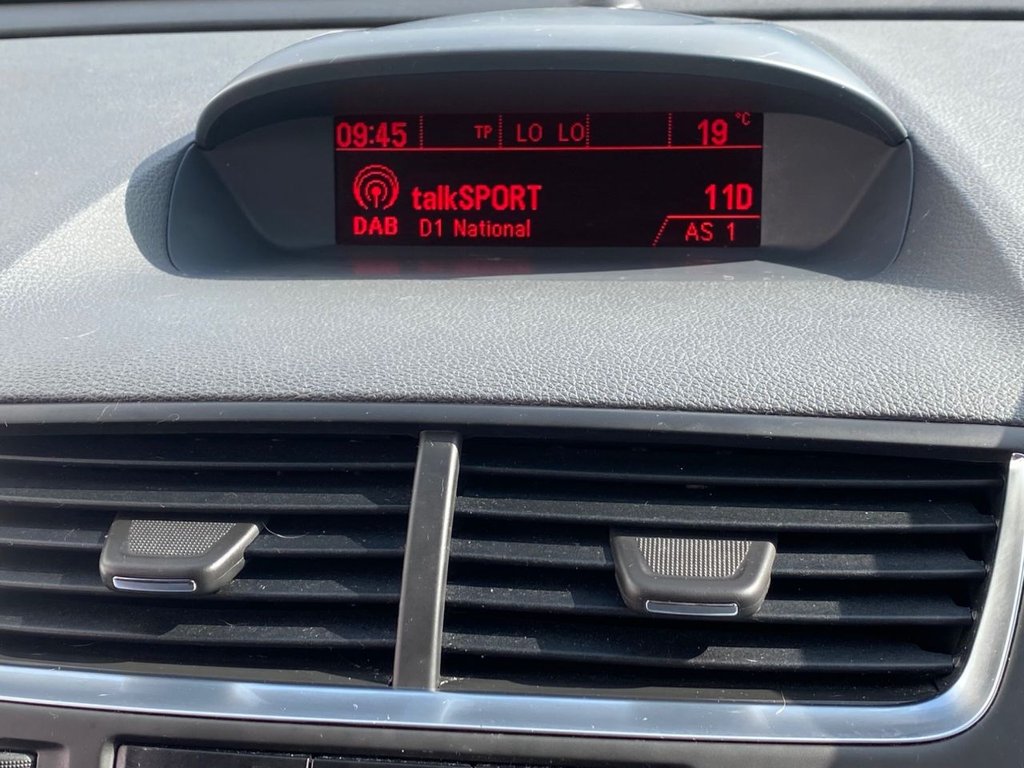 09:45 TP LO LO 19 °C
talkSPORT 11D
DAB D1 National AS 1